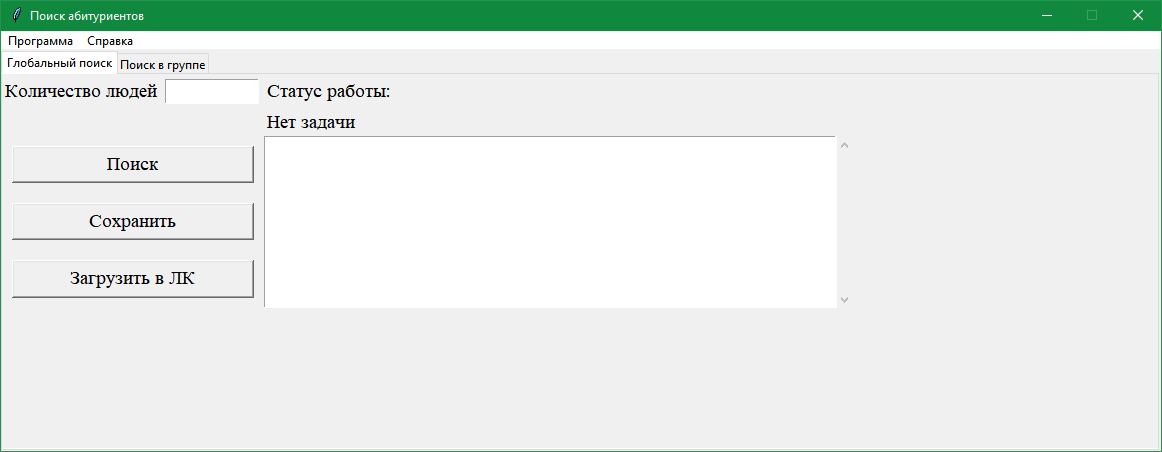 Поиск абитуриентов
Программа Справка
Глобальный поиск Поиск в группе
Количество людей Статус работы:
Нет задачи
Поиск
Сохранить
Загрузить в ЛК